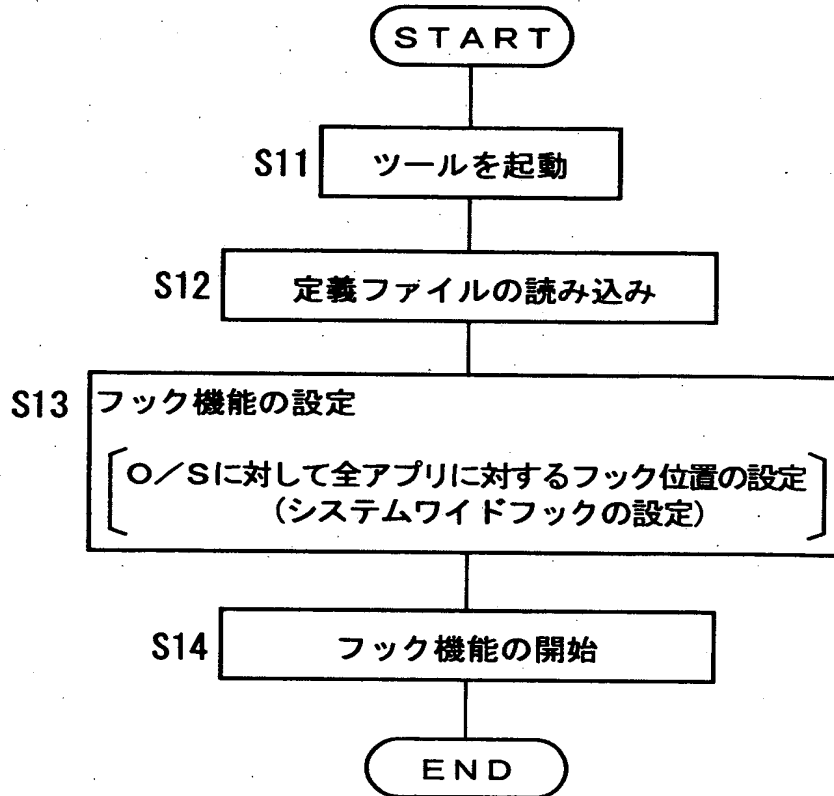 START
S11 ツールを起動
S12 定義ファイルの読み込み
S13 フック機能の設定
O/Sに対して全アプリに対するフック位置の設定
(システムワイドフックの設定)
S14 フック機能の開始
END